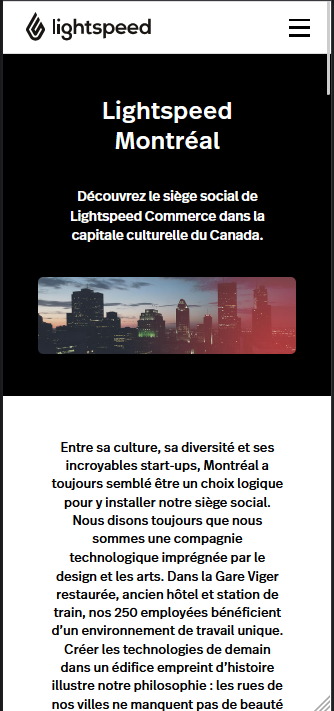 lightspeed
Lightspeed
Montréal
Découvrez le siège social de
Lightspeed Commerce dans la
capitale culturelle du Canada.
Entre sa culture, sa diversité et ses
incroyables start-ups, Montréal a
toujours semblé être un choix logique
pour y installer notre siège social.
Nous disons toujours que nous
sommes une compagnie
technologique imprégnée par le
design et les arts. Dans la Gare Viger
restaurée, ancien hôtel et station de
train, nos 250 employées bénéficient
d’un environnement de travail unique.
Créer les technologies de demain
dans un édifice empreint d’histoire
illustre notre philosophie : les rues de
nos villes ne manquent pas de beauté